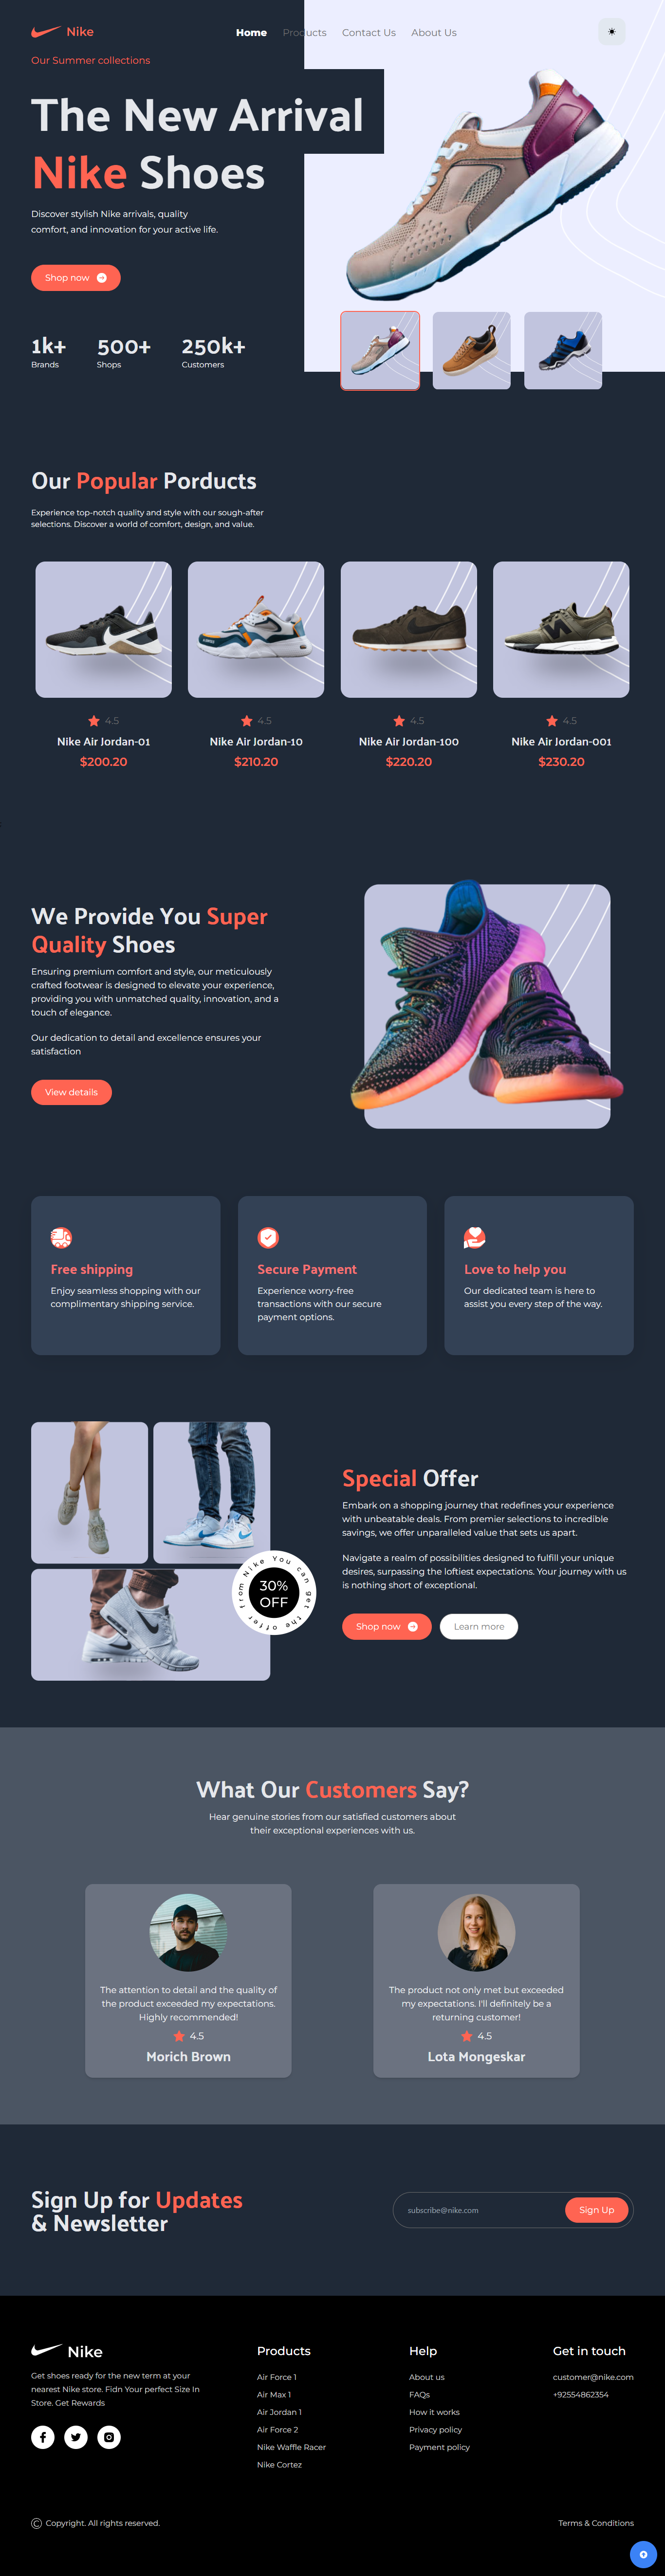 Nike
Home Products Contact Us About Us
Our Summer collections
The New Arrival
Nike Shoes
Discover stylish Nike arrivals, quality
comfort, and innovation for your active life.
Shop now
1k+ 500+ 250k+
Brands Shops Customers
Our Popular Porducts
Experience top-notch quality and style with our sough-after
selections. Discover a world of comfort, design, and value.
4.5 4.5 4.5 4.5
Nike Air Jordan-01 Nike Air Jordan-10 Nike Air Jordan-100 Nike Air Jordan-001
$200.20 $210.20 $220.20 $230.20
We Provide You Super
Quality Shoes
Ensuring premium comfort and style, our meticulously
crafted footwear is designed to elevate your experience,
providing you with unmatched quality, innovation, and a
touch of elegance.
Our dedication to detail and excellence ensures your
satisfaction
View details
Free shipping
Enjoy seamless shopping with our
complimentary shipping service.
Secure Payment
Experience worry-free
transactions with our secure
payment options.
Love to help you
Our dedicated team is here to
assist you every step of the way.
You can get the offer from Nike
30%
OFF
Special Offer
Embark on a shopping journey that redefines your experience
with unbeatable deals. From premier selections to incredible
savings, we offer unparalleled value that sets us apart.
Navigate a realm of possibilities designed to fulfill your unique
desires, surpassing the loftiest expectations. Your journey with us
is nothing short of exceptional.
Shop now Learn more
What Our Customers Say?
Hear genuine stories from our satisfied customers about
their exceptional experiences with us.
The attention to detail and the quality of
the product exceeded my expectations.
Highly recommended!
4.5
Morich Brown
The product not only met but exceeded
my expectations. I'll definitely be a
returning customer!
4.5
Lota Mongeskar
Sign Up for Updates
& Newsletter
subscribe@nike.com Sign Up
Nike
Get shoes ready for the new term at your
nearest Nike store. Fidn Your perfect Size In
Store. Get Rewards
Products
Air Force 1
Air Max 1
Air Jordan 1
Air Force 2
Nike Waffle Racer
Nike Cortez
Help
About us
FAQs
How it works
Privacy policy
Payment policy
Get in touch
customer@nike.com
+92554862354
© Copyright. All rights reserved.
Terms & Conditions